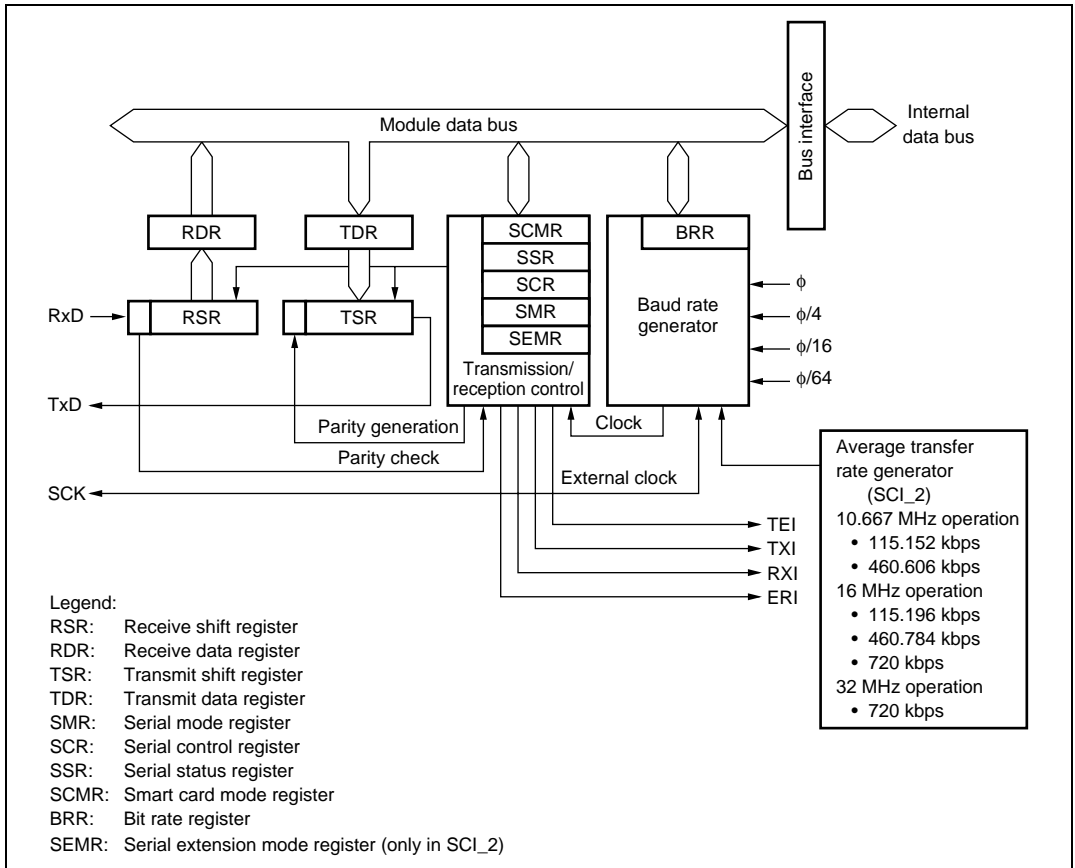 Module data bus
Bus interface
Internal
data bus
RDR
TDR
SCMR
BRR
SSR
SCR
SMR
SEMR
Transmission/
reception control
Baud rate
generator
ϕ
ϕ/4
ϕ/16
ϕ/64
RxD
RSR
TSR
TxD
Parity generation
Clock
Parity check
External clock
SCK
TEI
TXI
RXI
ERI
Average transfer
rate generator
(SCI_2)
10.667 MHz operation
• 115.152 kbps
• 460.606 kbps
16 MHz operation
• 115.196 kbps
• 460.784 kbps
• 720 kbps
32 MHz operation
• 720 kbps
Legend:
RSR: Receive shift register
RDR: Receive data register
TSR: Transmit shift register
TDR: Transmit data register
SMR: Serial mode register
SCR: Serial control register
SSR: Serial status register
SCMR: Smart card mode register
BRR: Bit rate register
SEMR: Serial extension mode register (only in SCI_2)